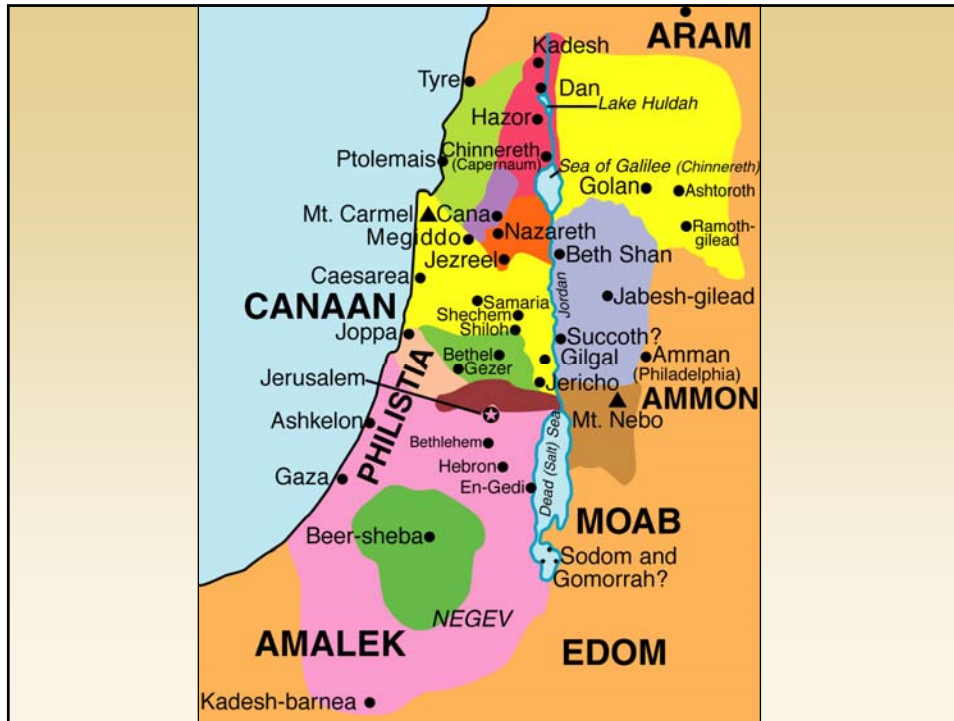 ARAM
Kadesh
Tyre
Dan
Lake Huldah
Hazor
Chinnereth
(Capernaum)
Ptolemais
Sea of Galilee (Chinnereth)
Golan
Ashtoroth
Mt. Carmel
Cana
Ramoth-
gilead
Nazareth
Megiddo
Jezreel
Beth Shan
Caesarea
Jordan
CANAAN
Samaria
Jabesh-gilead
Shechem
Shiloh
Joppa
Succoth?
Bethel
Gilgal
Amman
(Philadelphia)
Gezer
Jerusalem
Jericho
PHILISTIA
AMMON
Mt. Nebo
Ashkelon
Bethlehem
Dead (Salt) Sea
Hebron
Gaza
En-Gedi
MOAB
Beer-sheba
Sodom and
Gomorrah?
NEGEV
AMALEK
EDOM
Kadesh-barnea